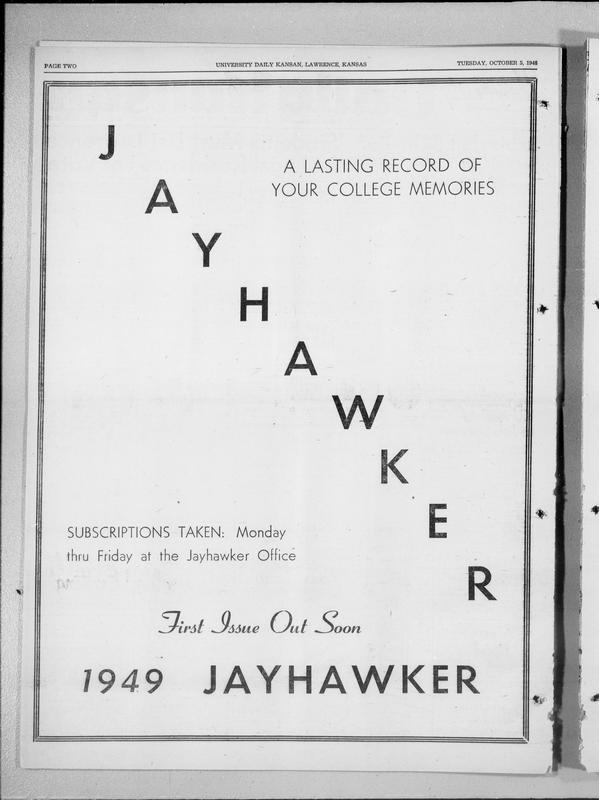 PAGE TWO UNIVERSITY DAILY KANSAN, LAWRENCE, KANSAS TUESDAY, OCTOBER 5, 1948
JAYHAWKER
A LASTING RECORD OF
YOUR COLLEGE MEMORIES
SUBSCRIPTIONS TAKEN: Monday
thru Friday at the Jayhawker Office
First Issue Out Soon
1949 JAYHAWKER